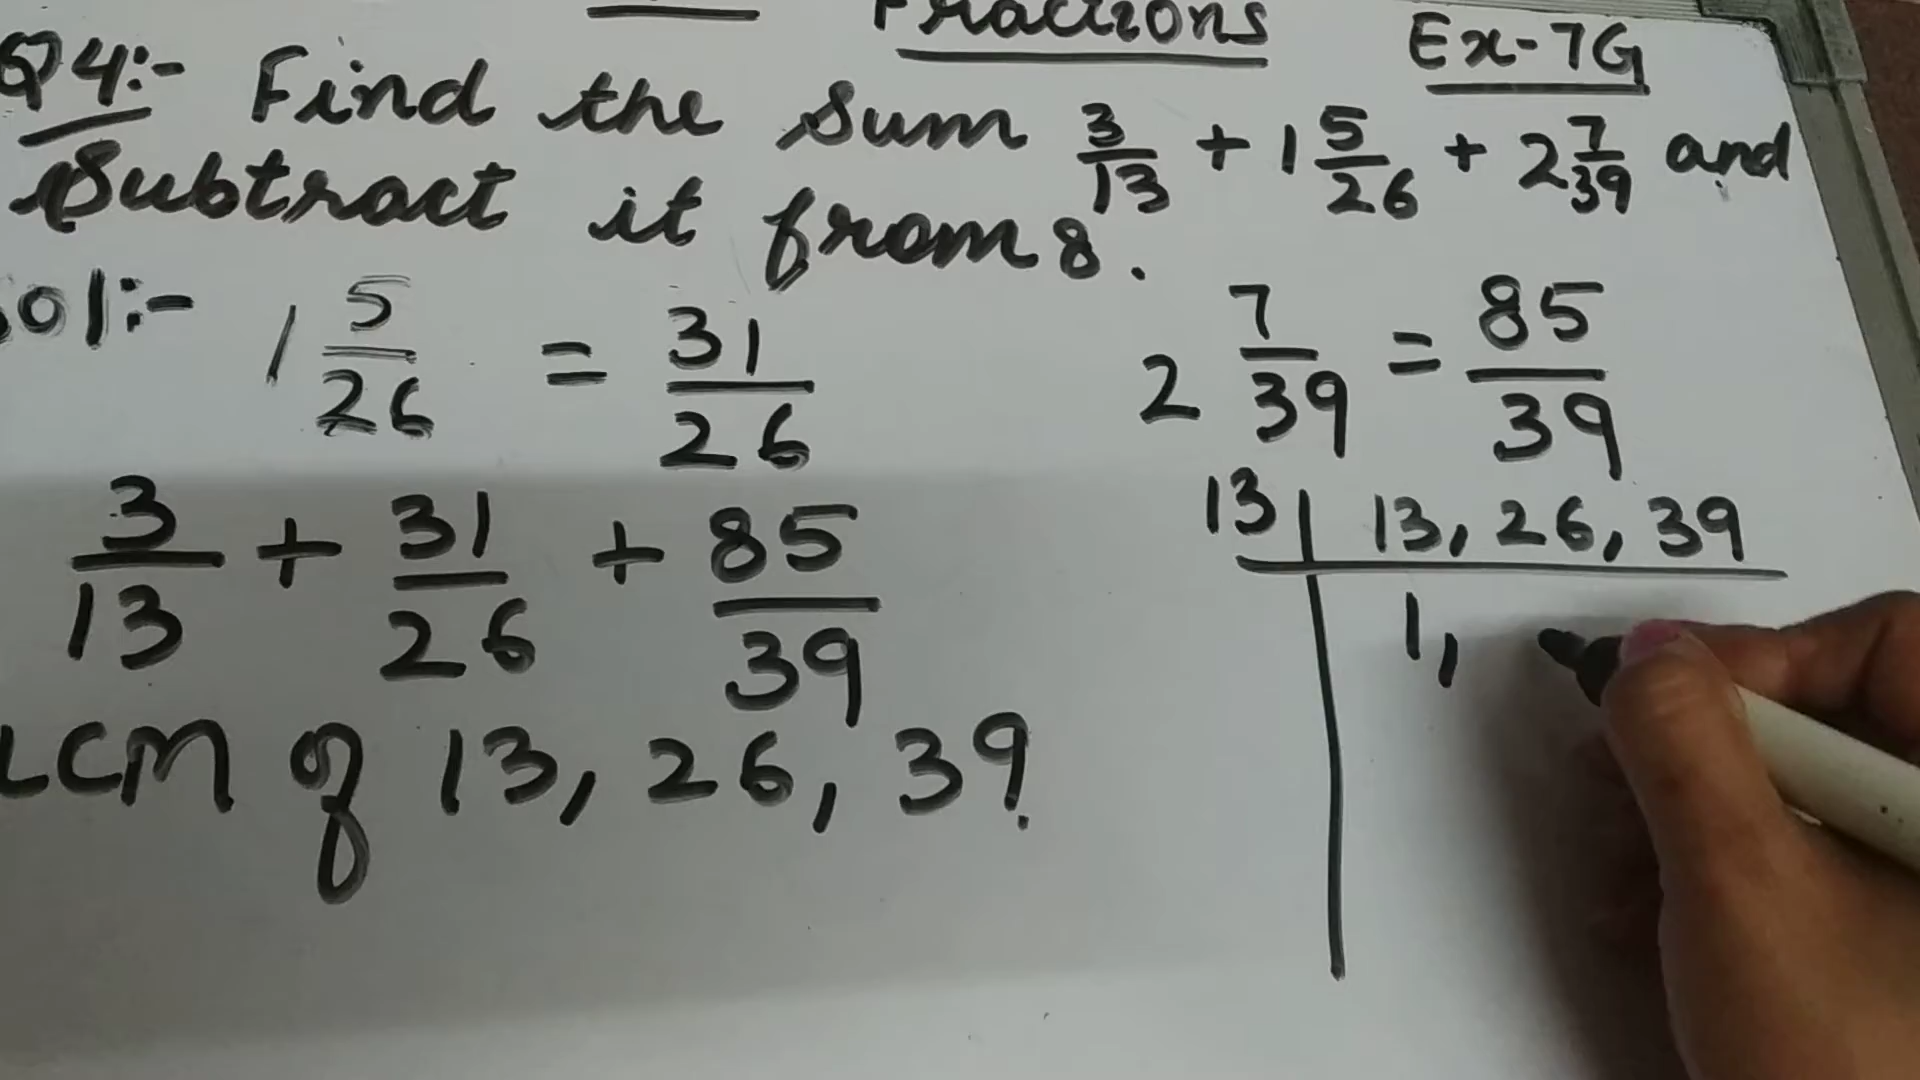 Fractions Ex-7G
Q4:- Find the Sum 3/13 + 1 5/26 + 2 7/39 and
Subtract it from 8.
Sol:- 1 5/26 = 31/26 2 7/39 = 85/39
3/13 + 31/26 + 85/39
13 | 13, 26, 39
1,
LCM of 13, 26, 39.